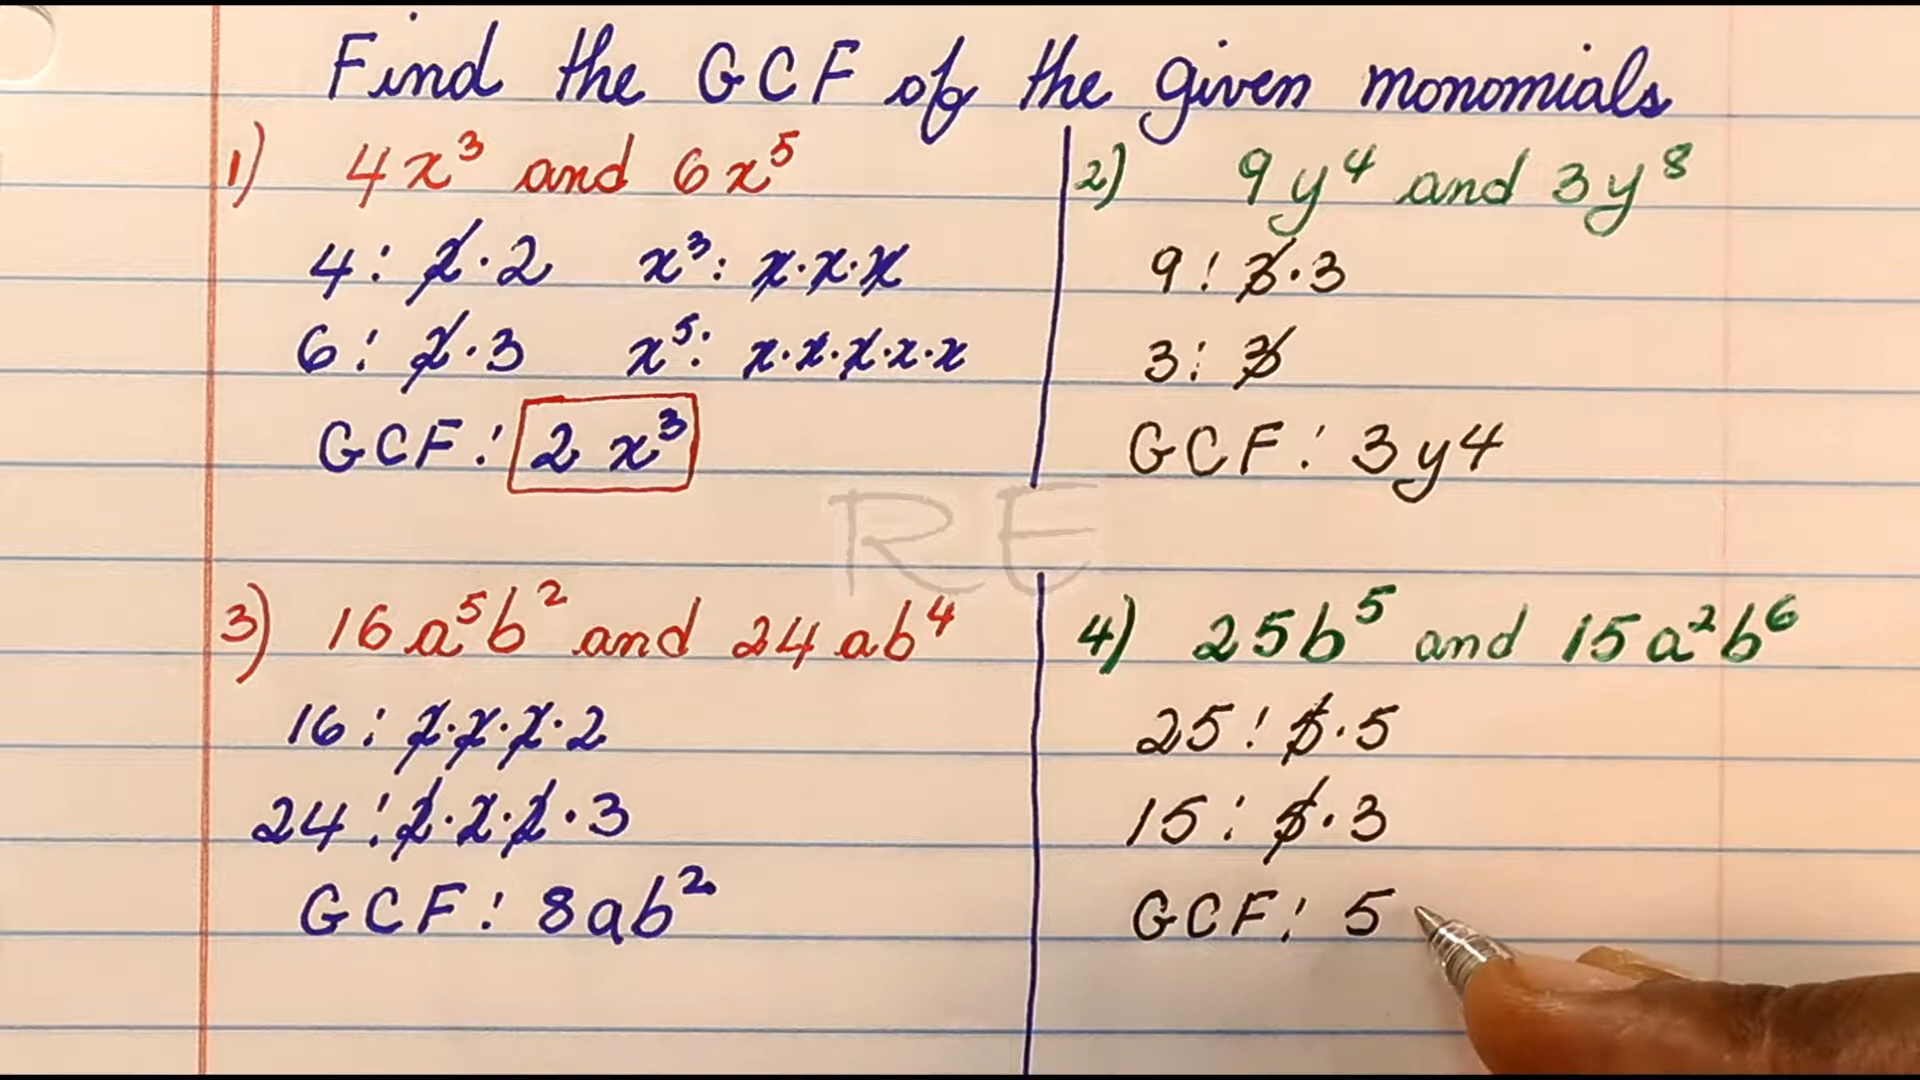 Find the GCF of the given monomials
1) 4x³ and 6x⁵
4: 2·2 x³: x·x·x
6: 2·3 x⁵: x·x·x·x·x
GCF: 2x³
2) 9y⁴ and 3y⁸
9: 3·3
3: 3
GCF: 3y4
RE
3) 16a⁵b² and 24ab⁴
16: 2·2·2·2
24: 2·2·2·3
GCF: 8ab²
4) 25b⁵ and 15a²b⁶
25: 5·5
15: 5·3
GCF: 5